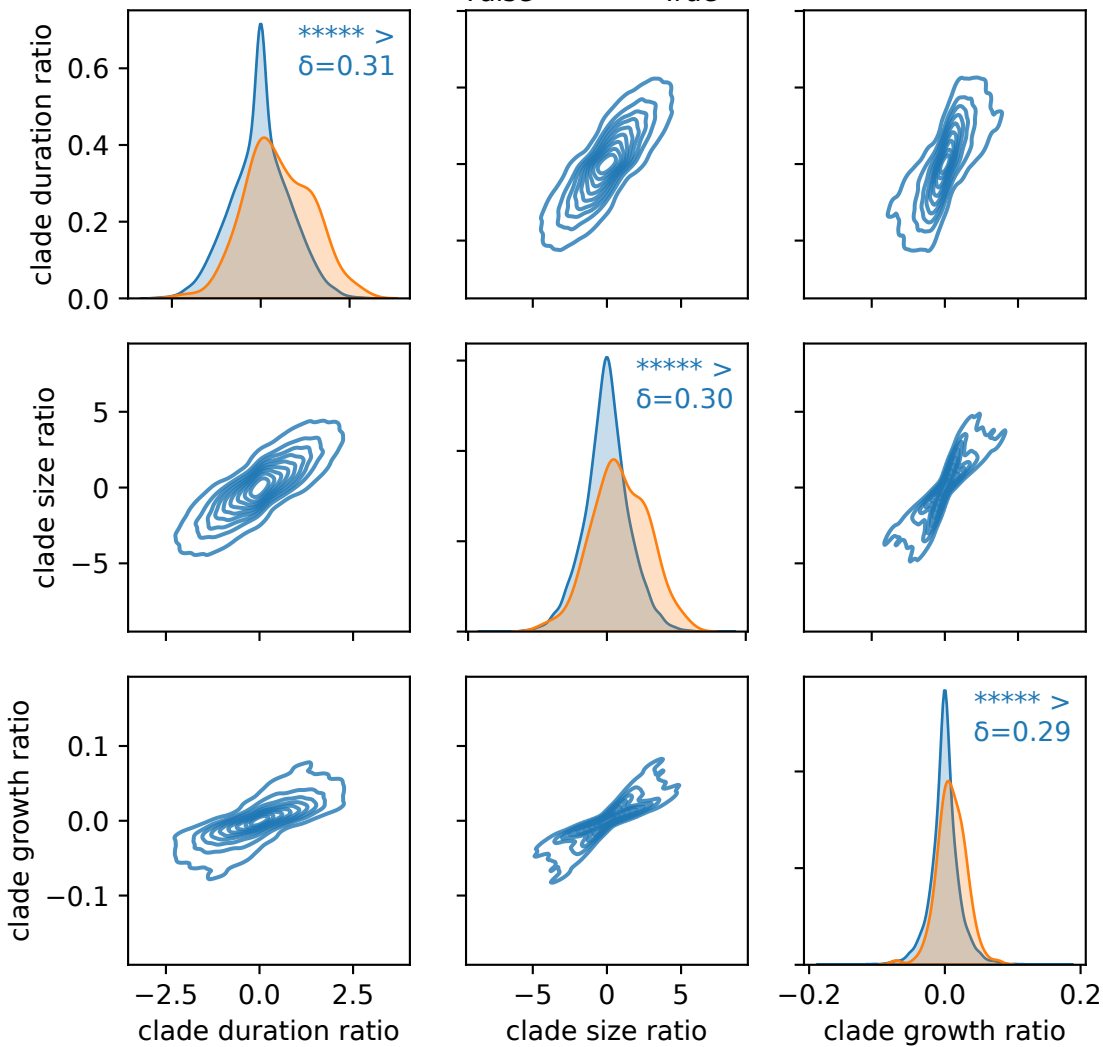 clade duration ratio
0.6
0.4
0.2
0.0
***** >
δ=0.31
clade size ratio
5
0
−5
***** >
δ=0.30
clade growth ratio
0.1
0.0
−0.1
***** >
δ=0.29
−2.5 0.0 2.5
−5 0 5
−0.2 0.0 0.2
clade duration ratio
clade size ratio
clade growth ratio